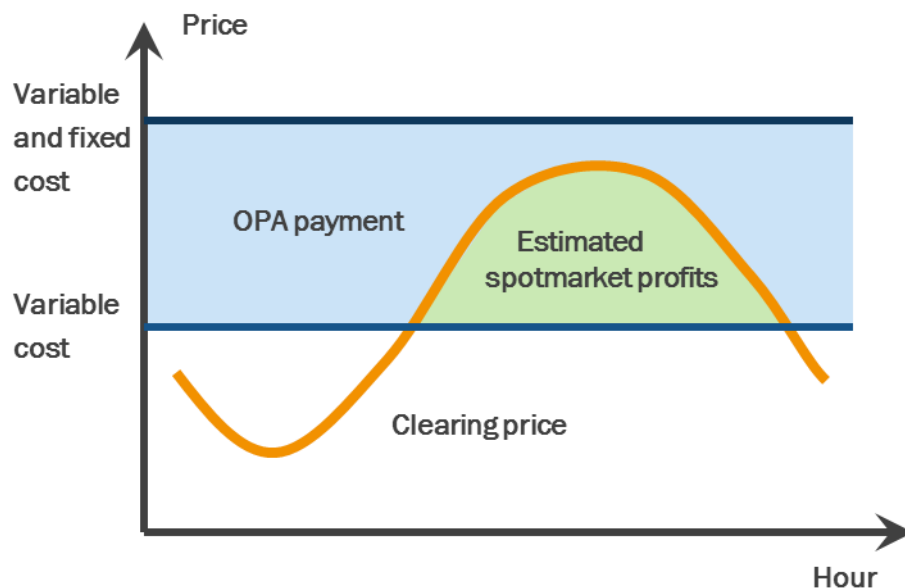 Price
Variable
and fixed
cost
OPA payment
Estimated
spotmarket profits
Variable
cost
Clearing price
Hour